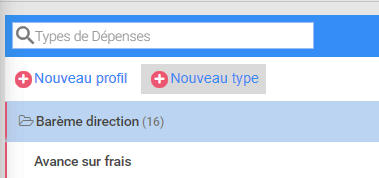 Types de Dépenses
Nouveau profil Nouveau type
Barème direction (16)
Avance sur frais